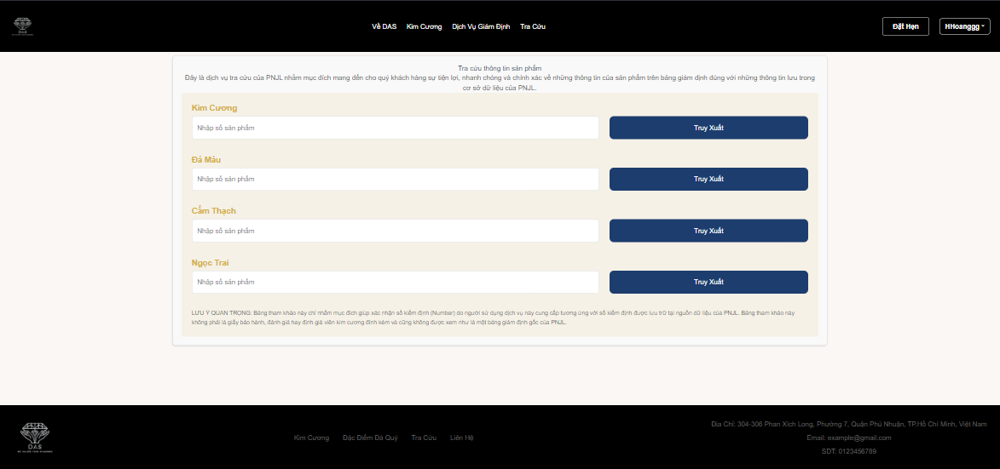 DAS
Về DAS
Kim Cương
Dịch Vụ Giám Định
Tra Cứu
Đặt Hẹn
HHoanggg
Tra cứu thông tin sản phẩm
Đây là dịch vụ tra cứu của PNJL nhằm mục đích mang đến cho quý khách hàng sự tiện lợi, nhanh chóng và chính xác về những thông tin của sản phẩm trên bảng giám định đúng với những thông tin lưu trong
cơ sở dữ liệu của PNJL.
Kim Cương
Nhập số sản phẩm
Truy Xuất
Đá Màu
Nhập số sản phẩm
Truy Xuất
Cẩm Thạch
Nhập số sản phẩm
Truy Xuất
Ngọc Trai
Nhập số sản phẩm
Truy Xuất
LƯU Ý QUAN TRỌNG: Bảng tham khảo này chỉ nhằm mục đích giúp xác nhận số kiểm định (Number) do người sử dụng dịch vụ này cung cấp tương ứng với số kiểm định được lưu trữ tại nguồn dữ liệu của PNJL. Bảng tham khảo này
không phải là giấy bảo hành, đánh giá hay định giá viên kim cương đính kèm và cũng không được xem như là một bảng giám định gốc của PNJL.
DAS
Kim Cương
Đặc Điểm Đá Quý
Tra Cứu
Liên Hệ
Địa Chỉ: 304-306 Phan Xích Long, Phường 7, Quận Phú Nhuận, TP.Hồ Chí Minh, Việt Nam
Email: example@gmail.com
SDT: 0123456789